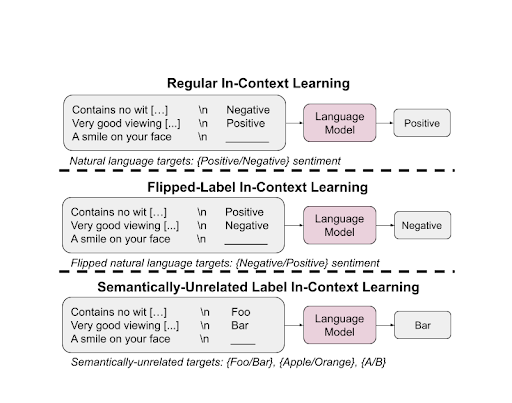 Regular In-Context Learning
Contains no wit […] \n Negative
Very good viewing [...] \n Positive
A smile on your face \n ______
Language
Model
Positive
Natural language targets: {Positive/Negative} sentiment
Flipped-Label In-Context Learning
Contains no wit […] \n Positive
Very good viewing [...] \n Negative
A smile on your face \n ______
Language
Model
Negative
Flipped natural language targets: {Negative/Positive} sentiment
Semantically-Unrelated Label In-Context Learning
Contains no wit […] \n Foo
Very good viewing [...] \n Bar
A smile on your face \n ____
Language
Model
Bar
Semantically-unrelated targets: {Foo/Bar}, {Apple/Orange}, {A/B}